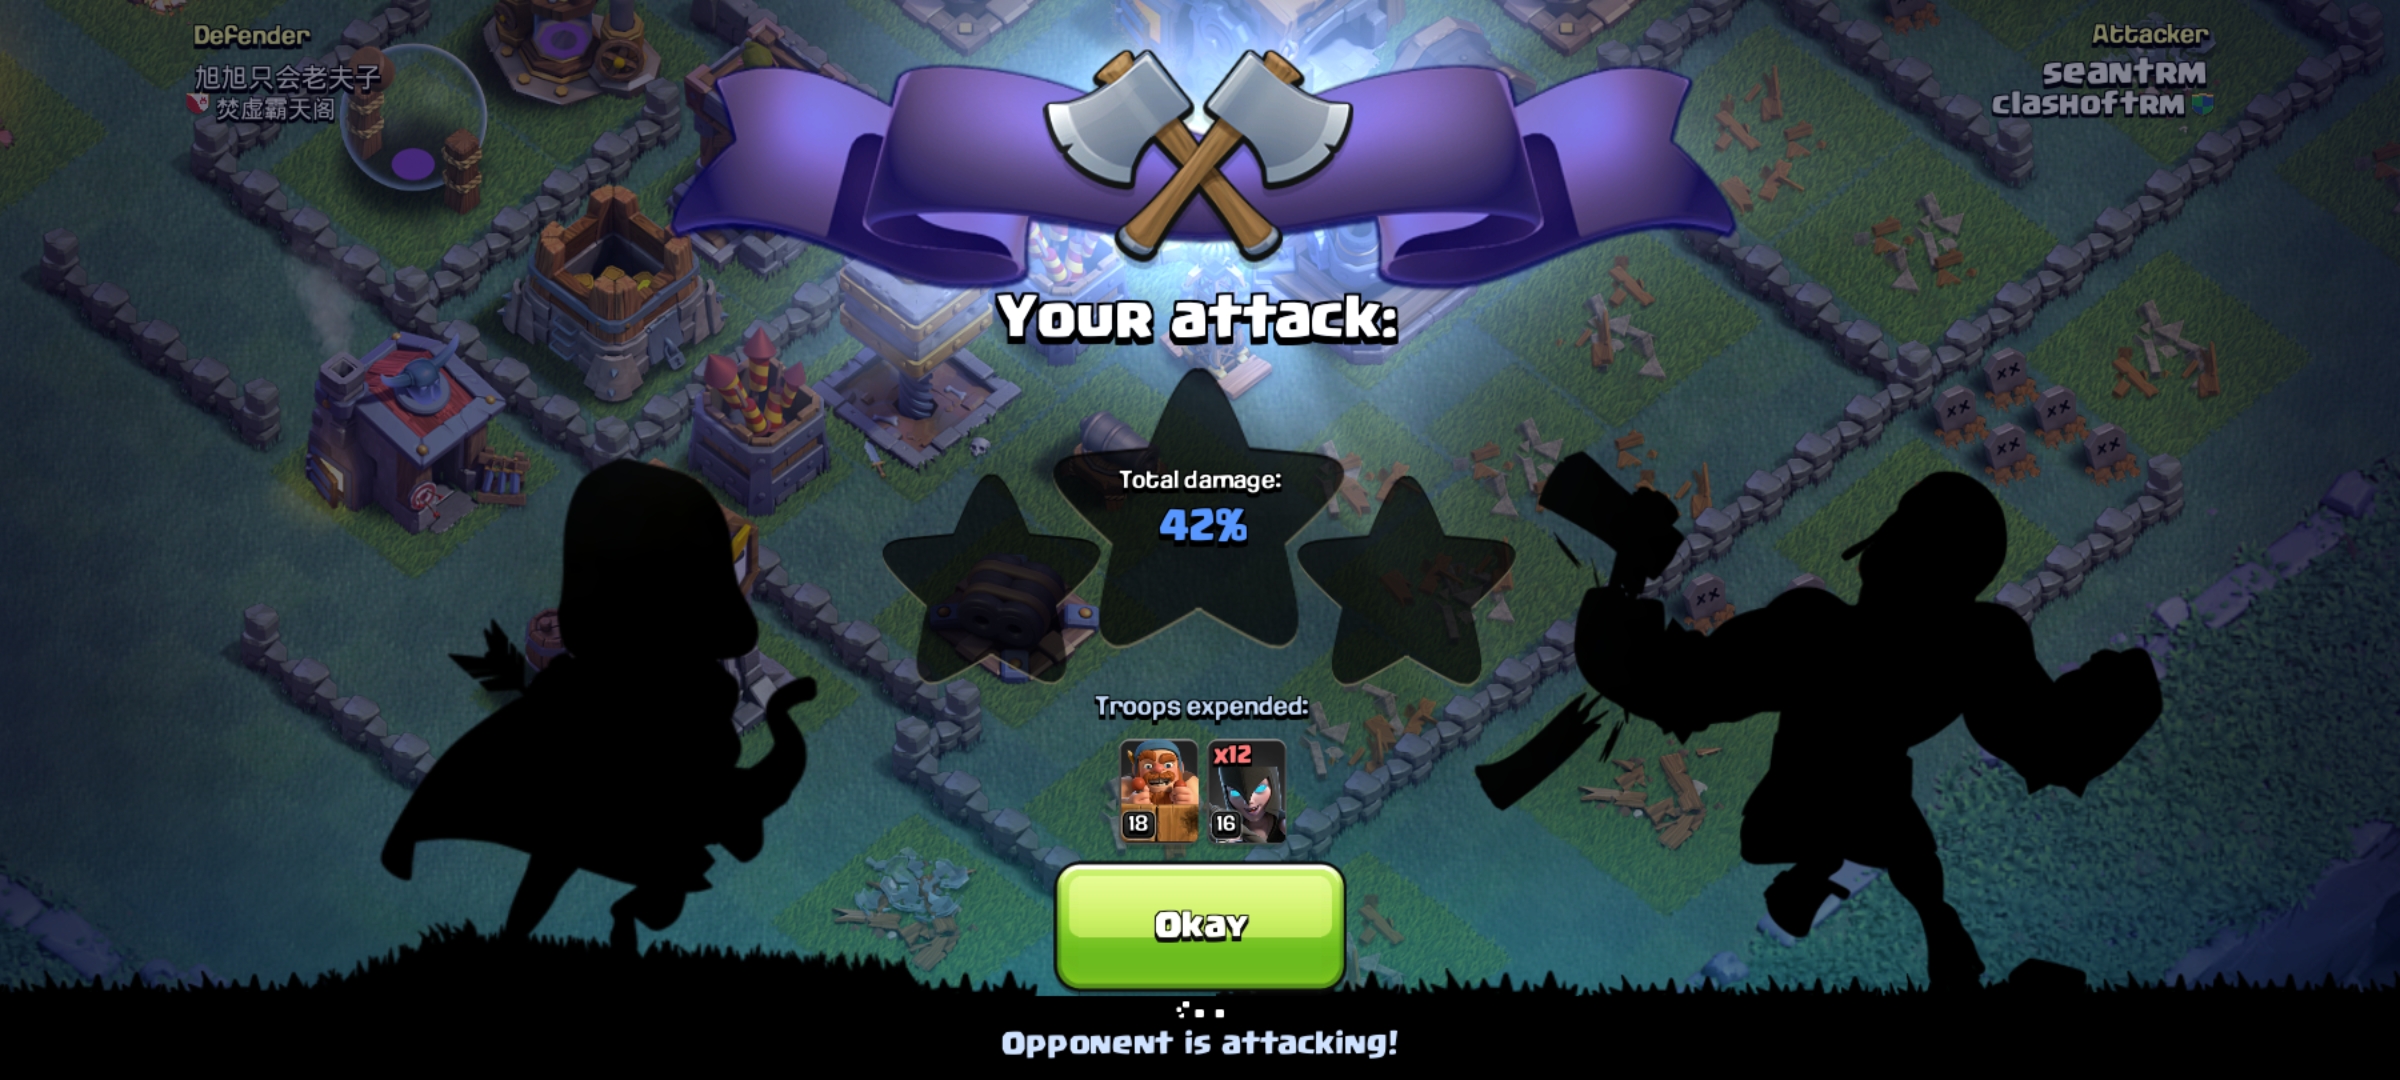 Defender
旭旭只会老夫子
焚虚霸天阁
Attacker
seantRM
clashoftRM
Your attack:
Total damage:
42%
Troops expended:
x12
18
16
Okay
Opponent is attacking!